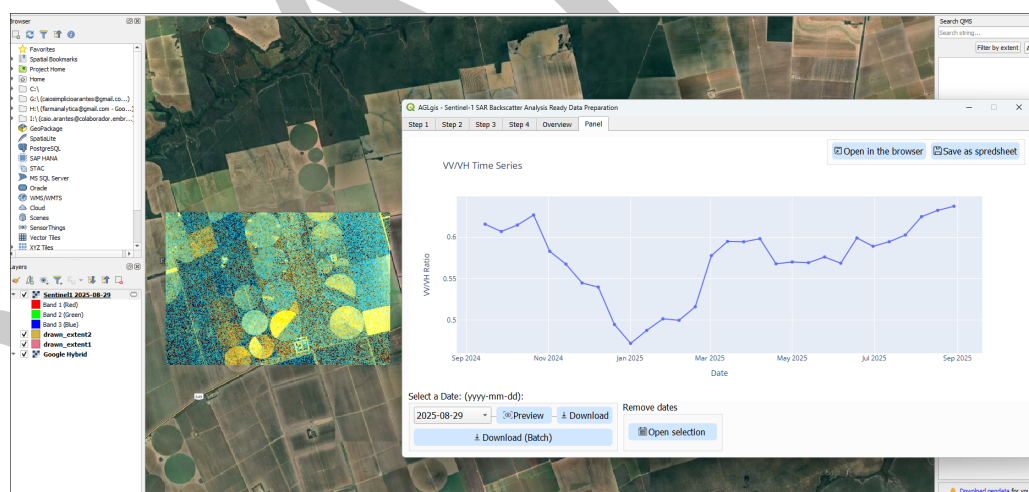 Browser
Favorites
Spatial Bookmarks
Project Home
Home
C:\
G:\ (caiosimplicioarantes@gmail.co...)
H:\ (farmanalytica@gmail.com - Goo...)
I:\ (caio.arantes@colaborador.embr...)
GeoPackage
SpatiaLite
PostgreSQL
SAP HANA
STAC
MS SQL Server
Oracle
WMS/WMTS
Cloud
Scenes
SensorThings
Vector Tiles
XYZ Tiles
Layers
Sentinel1 2025-08-29
Band 1 (Red)
Band 2 (Green)
Band 3 (Blue)
drawn_extent2
drawn_extent1
Google Hybrid
Search QMS
Search string...
Filter by extent
AGLgis - Sentinel-1 SAR Backscatter Analysis Ready Data Preparation
Step 1 Step 2 Step 3 Step 4 Overview Panel
Open in the browser Save as spredsheet
VV/VH Time Series
VV/VH Ratio
0.6
0.55
0.5
Sep 2024 Nov 2024 Jan 2025 Mar 2025 May 2025 Jul 2025 Sep 2025
Date
Select a Date: (yyyy-mm-dd):
2025-08-29 Preview Download
Download (Batch)
Remove dates
Open selection
Download geodata for